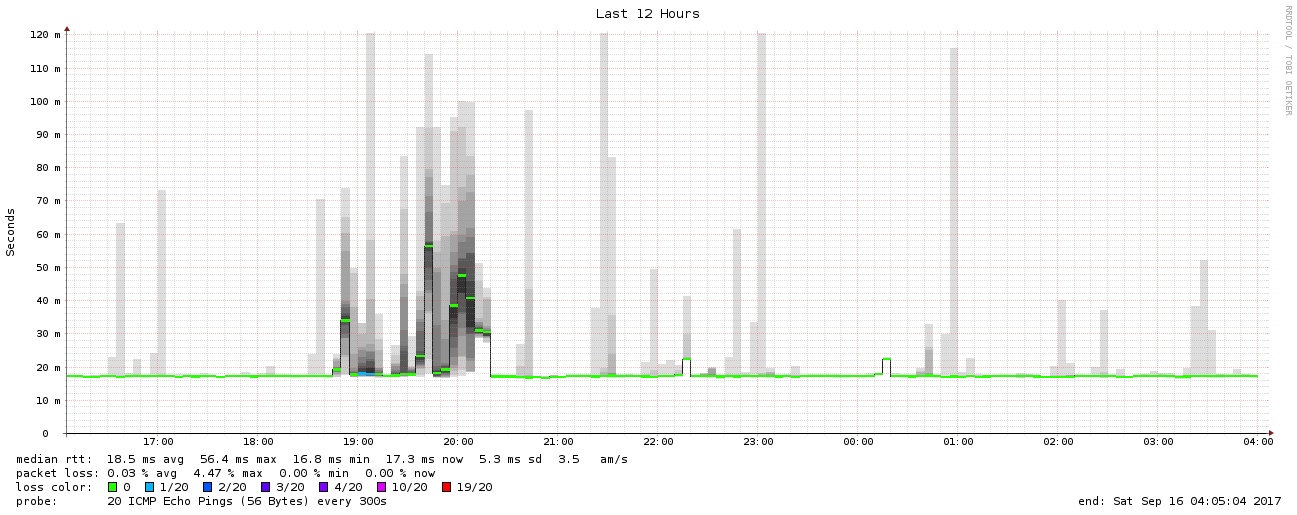 Last 12 Hours
RRDTOOL / TOBI OETIKER
Seconds
120 m
110 m
100 m
90 m
80 m
70 m
60 m
50 m
40 m
30 m
20 m
10 m
0
17:00 18:00 19:00 20:00 21:00 22:00 23:00 00:00 01:00 02:00 03:00 04:00
median rtt: 18.5 ms avg 56.4 ms max 16.8 ms min 17.3 ms now 5.3 ms sd 3.5 am/s
packet loss: 0.03 % avg 4.47 % max 0.00 % min 0.00 % now
loss color: 0 1/20 2/20 3/20 4/20 10/20 19/20
probe: 20 ICMP Echo Pings (56 Bytes) every 300s end: Sat Sep 16 04:05:04 2017